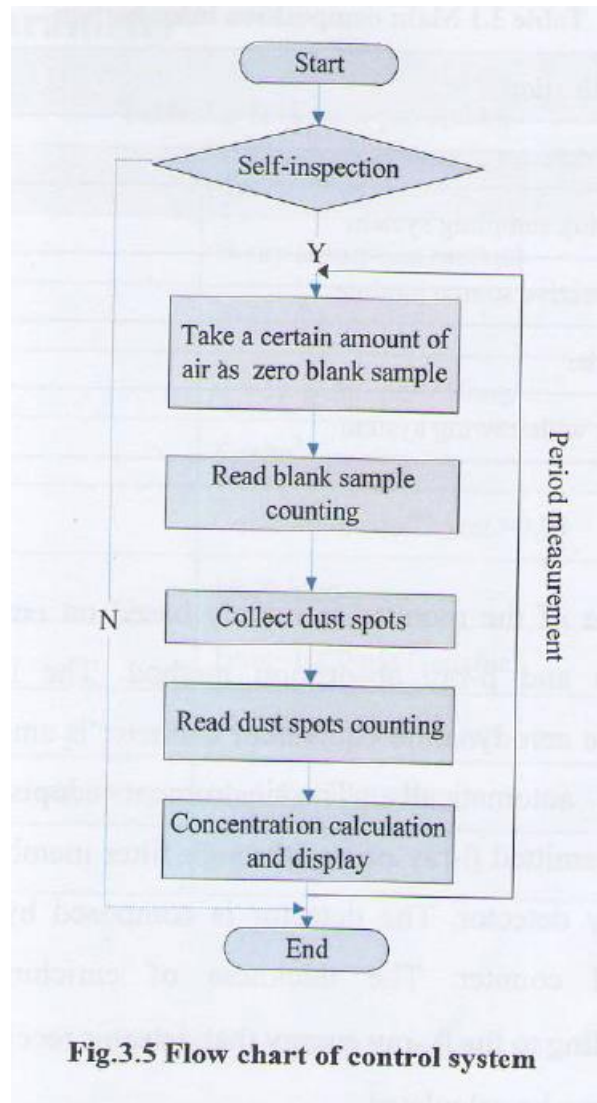 Start
Self-inspection
Y
Take a certain amount of
air as zero blank sample
Read blank sample
counting
Period measurement
N
Collect dust spots
Read dust spots counting
Concentration calculation
and display
End
Fig.3.5 Flow chart of control system